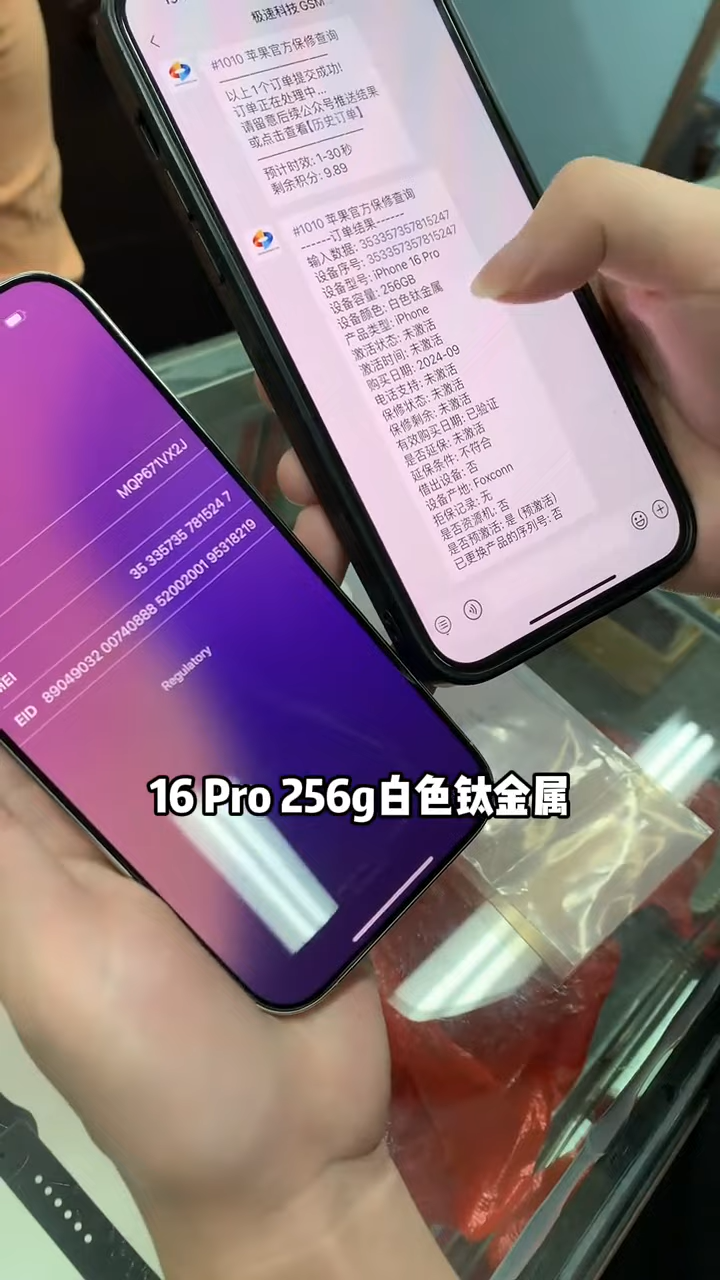 极速科技GSM
#1010 苹果官方保修查询
以上1个订单提交成功!
订单正在处理中...
请留意后续公众号推送结果
或点击查看【历史订单】
预计时效: 1-30秒
剩余积分: 9.89
#1010 苹果官方保修查询
------订单结果------
输入数据: 353357357815247
设备序号: 353357357815247
设备型号: iPhone 16 Pro
设备容量: 256GB
设备颜色: 白色钛金属
产品类型: iPhone
激活状态: 未激活
激活时间: 未激活
购买日期: 2024-09
电话支持: 未激活
保修状态: 未激活
保修剩余: 未激活
有效购买日期: 已验证
是否延保: 未激活
延保条件: 不符合
借出设备: 否
设备产地: Foxconn
拒保记录: 无
是否资源机: 否
是否预激活: 是 (预激活)
已更换产品的序列号: 否
MQP671VX2J
35 335735 781524 7
EID 89049032 00740888 52002001 95318219
Regulatory
16 Pro 256g白色钛金属